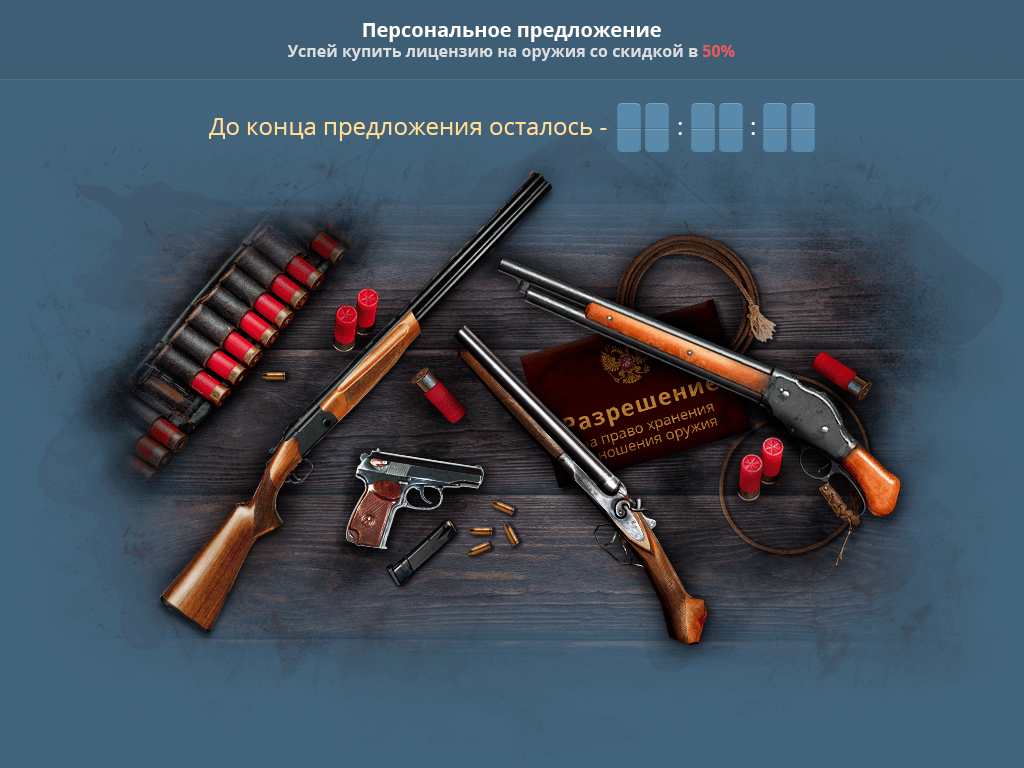 Персональное предложение
Успей купить лицензию на оружия со скидкой в 50%
До конца предложения осталось - : :
Разрешение
на право хранения
ношения оружия